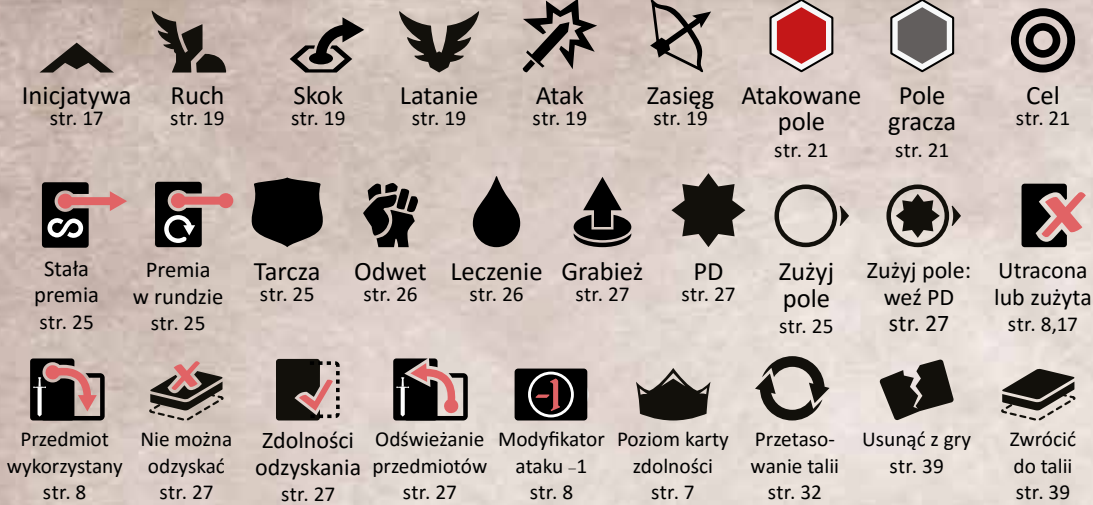 Inicjatywa
str. 17
Ruch
str. 19
Skok
str. 19
Latanie
str. 19
Atak
str. 19
Zasięg
str. 19
Atakowane
pole
str. 21
Pole
gracza
str. 21
Cel
str. 21
Stała
premia
str. 25
Premia
w rundzie
str. 25
Tarcza
str. 25
Odwet
str. 26
Leczenie
str. 26
Grabież
str. 27
PD
str. 27
Zużyj
pole
str. 25
Zużyj pole:
weź PD
str. 27
Utracona
lub zużyta
str. 8,17
Przedmiot
wykorzystany
str. 8
Nie można
odzyskać
str. 27
Zdolności
odzyskania
str. 27
Odświeżanie
przedmiotów
str. 27
-1
Modyfikator
ataku –1
str. 8
Poziom karty
zdolności
str. 7
Przetaso-
wanie talii
str. 32
Usunąć z gry
str. 39
Zwrócić
do talii
str. 39